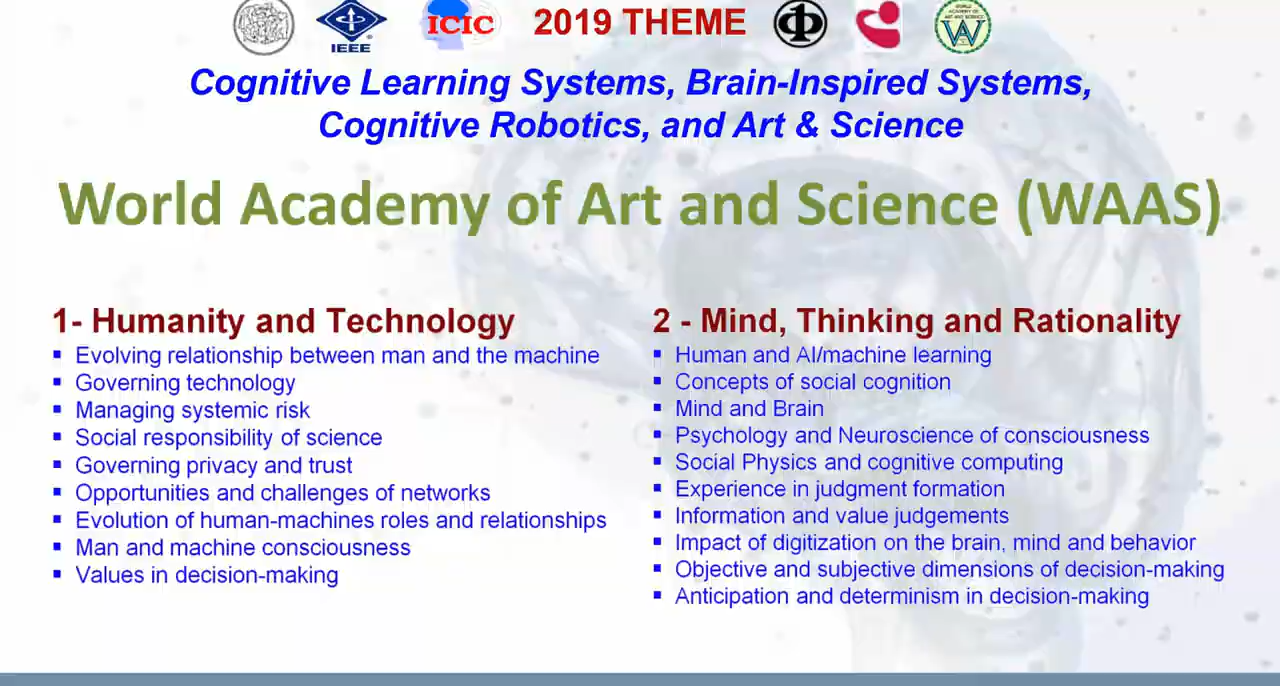 IEEE
ICIC
2019 THEME
WORLD
ACADEMY OF
ART AND SCIENCE
Cognitive Learning Systems, Brain-Inspired Systems,
Cognitive Robotics, and Art & Science
World Academy of Art and Science (WAAS)
1- Humanity and Technology
▪ Evolving relationship between man and the machine
▪ Governing technology
▪ Managing systemic risk
▪ Social responsibility of science
▪ Governing privacy and trust
▪ Opportunities and challenges of networks
▪ Evolution of human-machines roles and relationships
▪ Man and machine consciousness
▪ Values in decision-making
2 - Mind, Thinking and Rationality
▪ Human and AI/machine learning
▪ Concepts of social cognition
▪ Mind and Brain
▪ Psychology and Neuroscience of consciousness
▪ Social Physics and cognitive computing
▪ Experience in judgment formation
▪ Information and value judgements
▪ Impact of digitization on the brain, mind and behavior
▪ Objective and subjective dimensions of decision-making
▪ Anticipation and determinism in decision-making